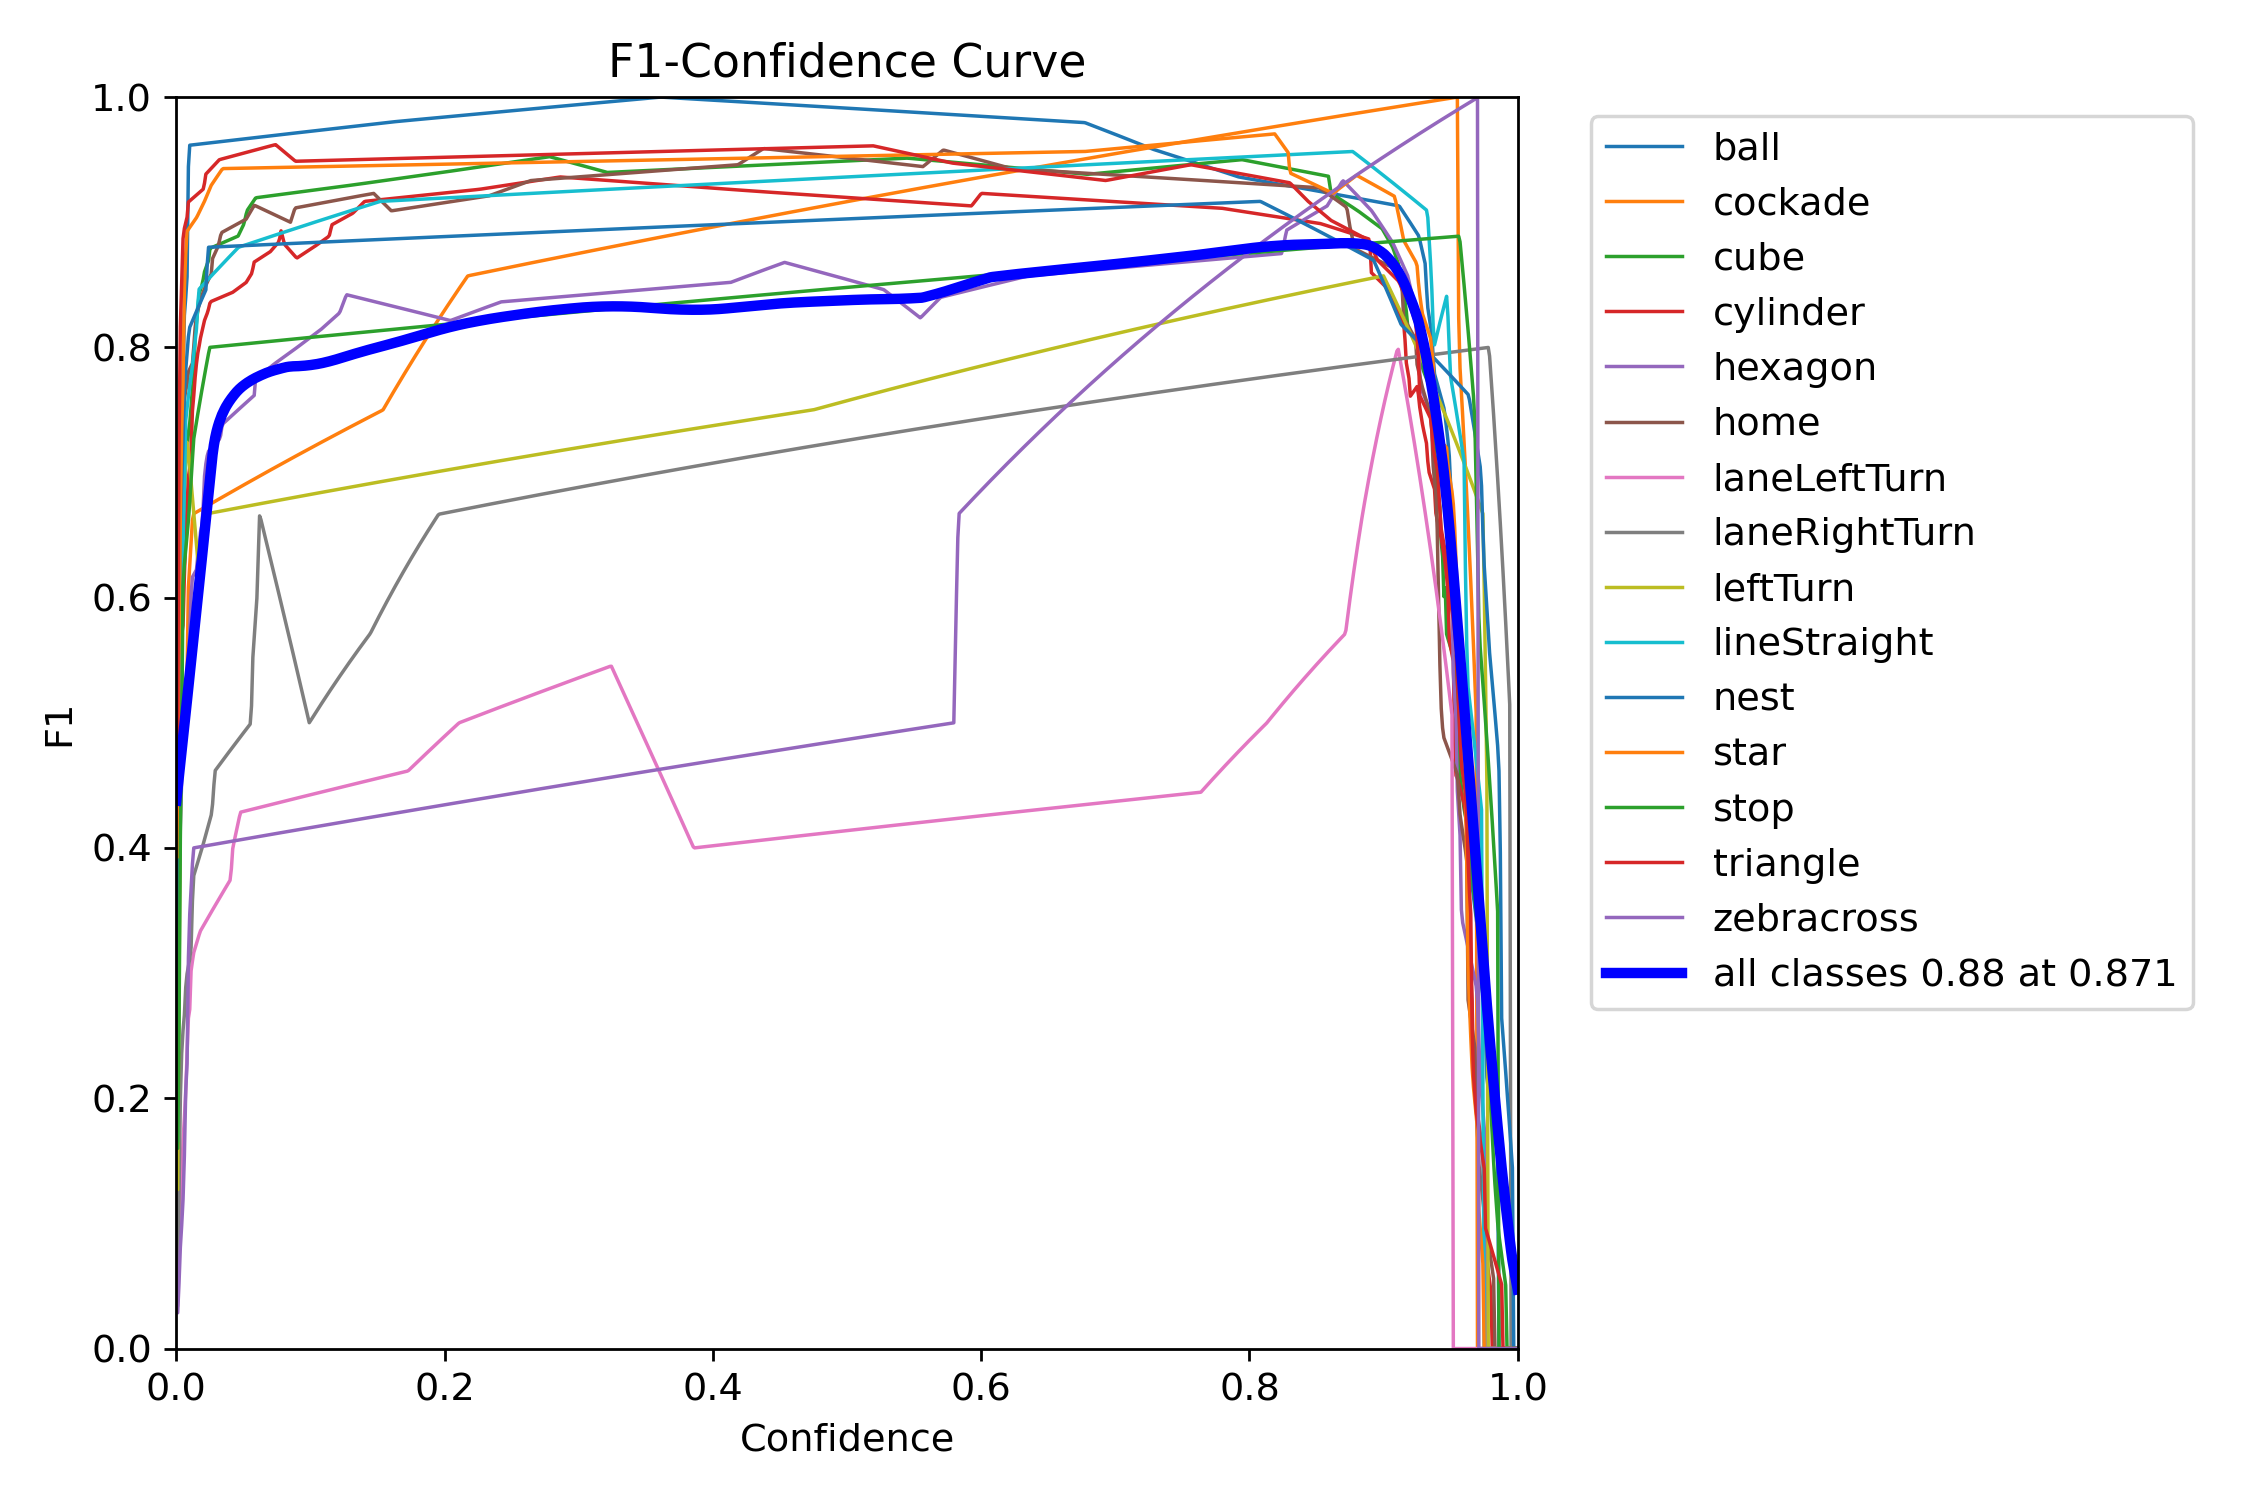 F1-Confidence Curve
1.0
0.8
0.6
0.4
0.2
0.0
F1
0.0 0.2 0.4 0.6 0.8 1.0
Confidence
ball
cockade
cube
cylinder
hexagon
home
laneLeftTurn
laneRightTurn
leftTurn
lineStraight
nest
star
stop
triangle
zebracross
all classes 0.88 at 0.871